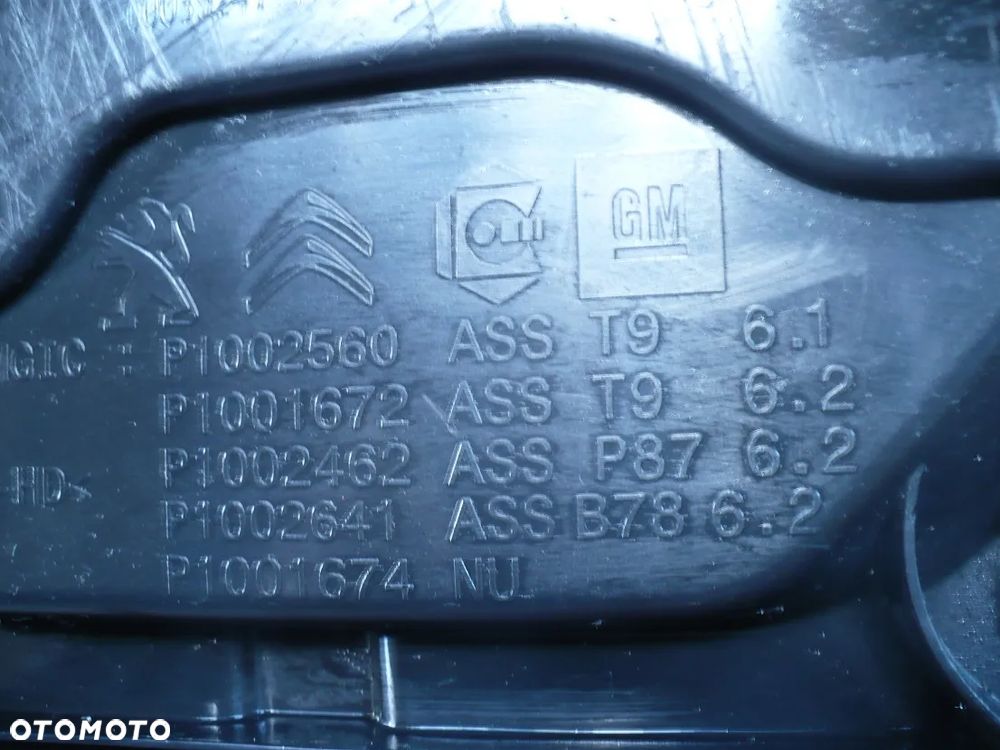 GM
GIC : P1002560 ASS T9 6.1
P1001672 ASS T9 6.2
HD< P1002462 ASS P87 6.2
P1002641 ASS B78 6.2
P1001674 NU
OTOMOTO